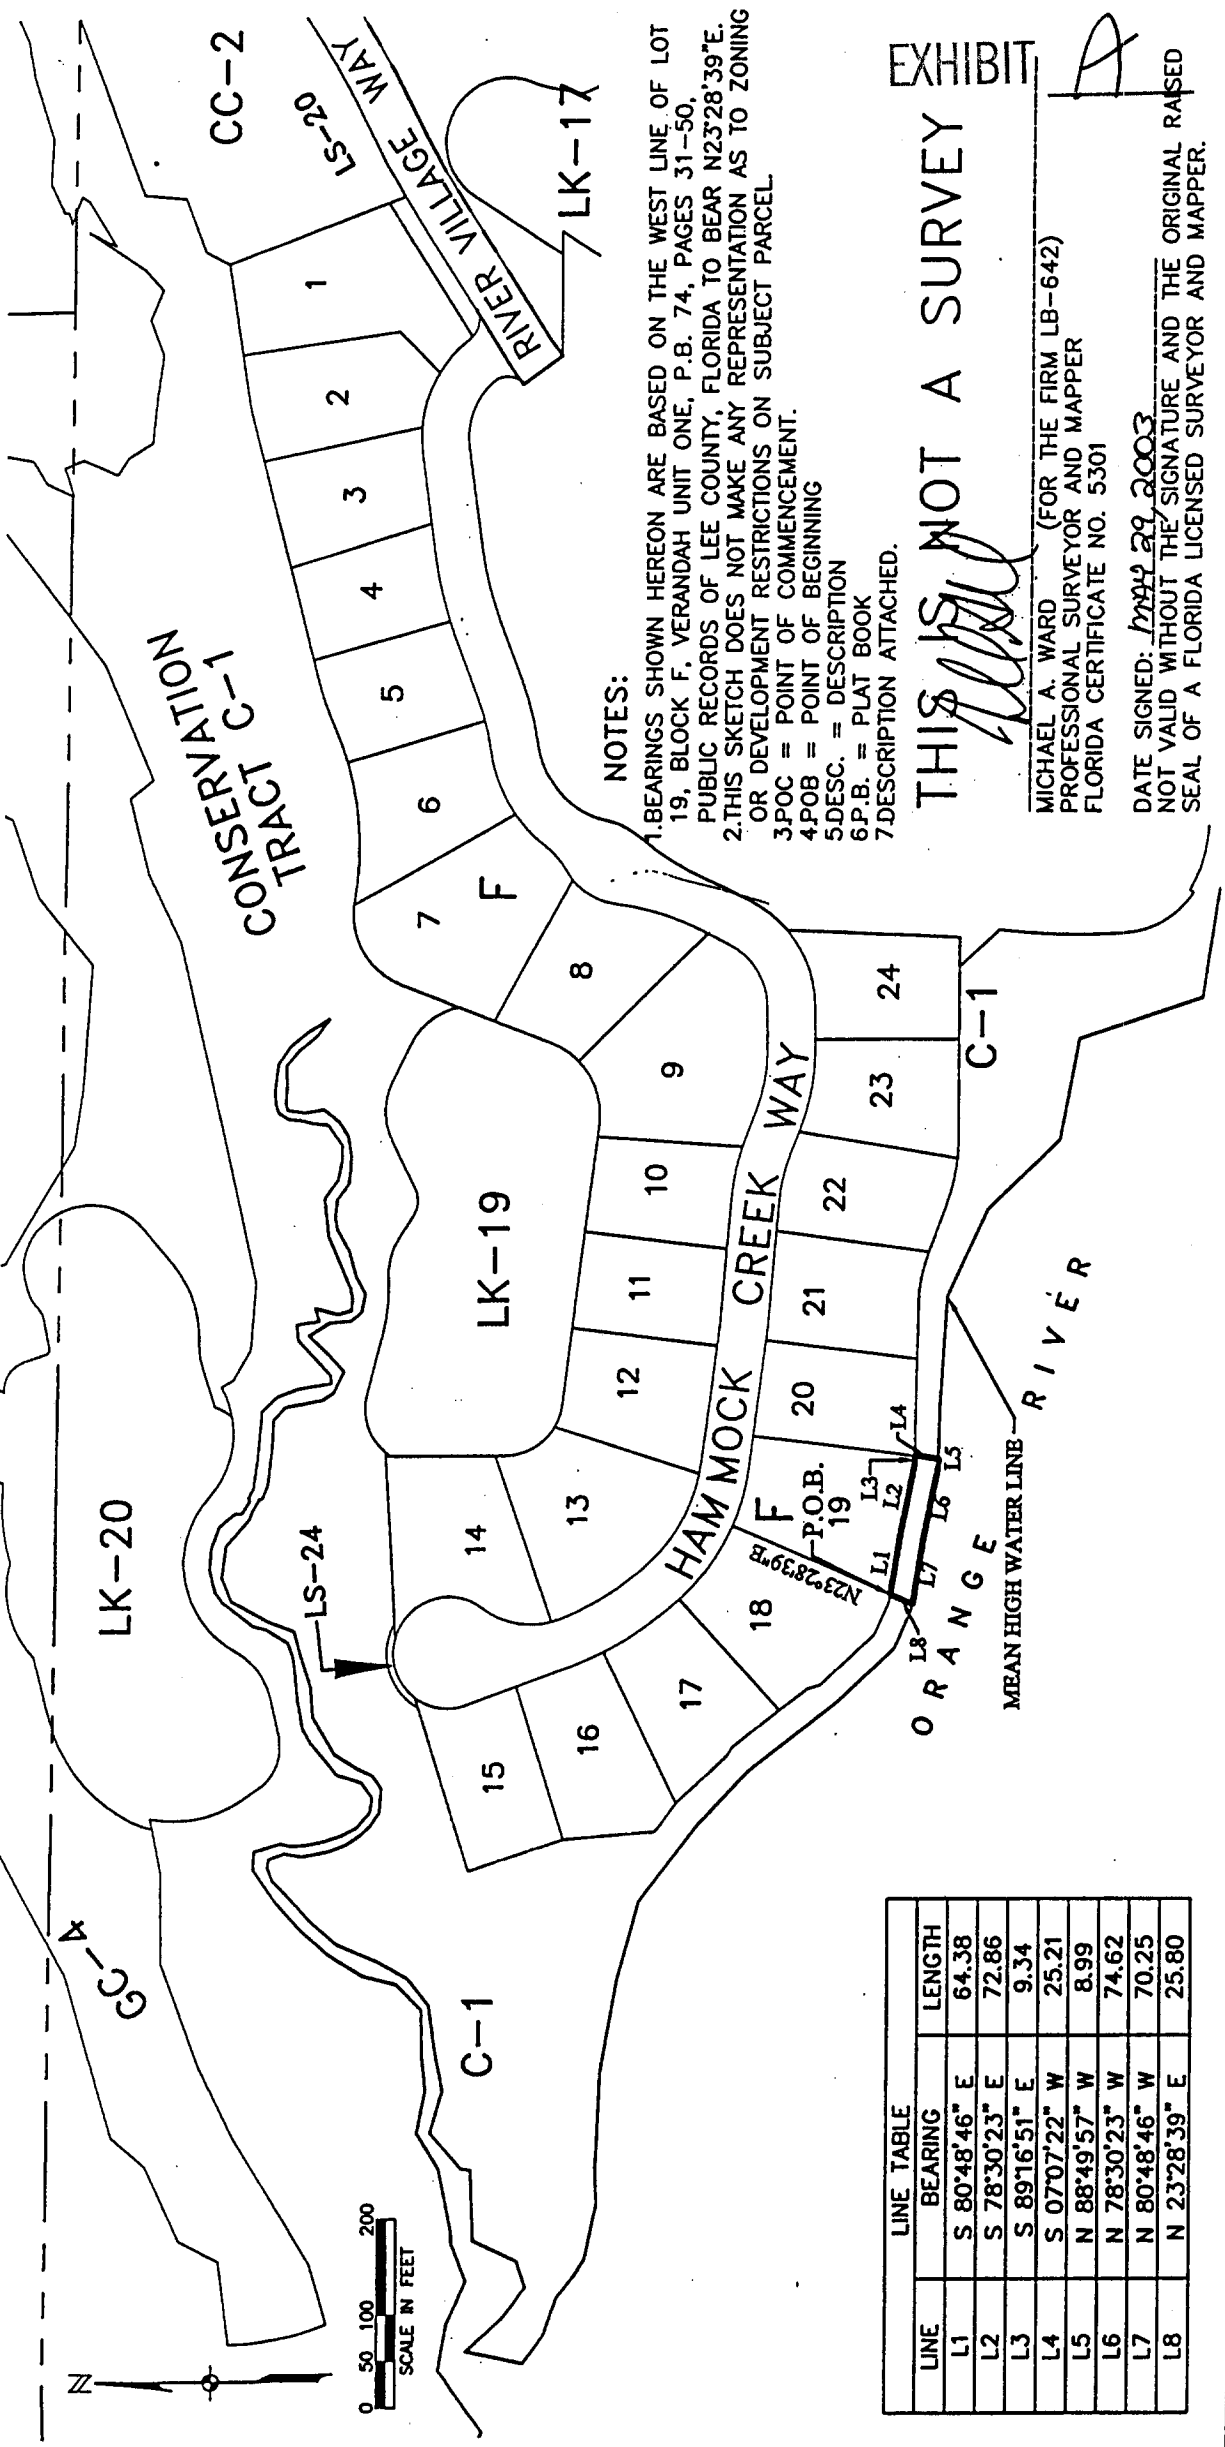 CC-2
LS-20
RIVER VILLAGE WAY
LK-17
CONSERVATION
TRACT C-1
1
2
3
4
5
6
7
F
8
9
10
11
12
13
14
15
16
17
18
F
19
20
21
22
23
24
C-1
LK-19
LK-20
LS-24
GC-4
C-1
HAMMOCK CREEK WAY
P.O.B.
N23°28'39"E
L1
L2
L3
L4
L5
L6
L7
L8
ORANGE RIVER
MEAN HIGH WATER LINE
N
0 50 100 200
SCALE IN FEET
NOTES:
1.BEARINGS SHOWN HEREON ARE BASED ON THE WEST LINE OF LOT
19, BLOCK F, VERANDAH UNIT ONE, P.B. 74, PAGES 31-50,
PUBLIC RECORDS OF LEE COUNTY, FLORIDA TO BEAR N23°28'39"E.
2.THIS SKETCH DOES NOT MAKE ANY REPRESENTATION AS TO ZONING
OR DEVELOPMENT RESTRICTIONS ON SUBJECT PARCEL.
3.POC = POINT OF COMMENCEMENT.
4.POB = POINT OF BEGINNING
5.DESC. = DESCRIPTION
6.P.B. = PLAT BOOK
7.DESCRIPTION ATTACHED.
THIS IS NOT A SURVEY
EXHIBIT A
MICHAEL A. WARD (FOR THE FIRM LB-642)
PROFESSIONAL SURVEYOR AND MAPPER
FLORIDA CERTIFICATE NO. 5301
DATE SIGNED: MAY 29, 2003
NOT VALID WITHOUT THE SIGNATURE AND THE ORIGINAL RAISED
SEAL OF A FLORIDA LICENSED SURVEYOR AND MAPPER.
LINE TABLE
LINE BEARING LENGTH
L1 S 80°48'46" E 64.38
L2 S 78°30'23" E 72.86
L3 S 89°16'51" E 9.34
L4 S 07°07'22" W 25.21
L5 N 88°49'57" W 8.99
L6 N 78°30'23" W 74.62
L7 N 80°48'46" W 70.25
L8 N 23°28'39" E 25.80